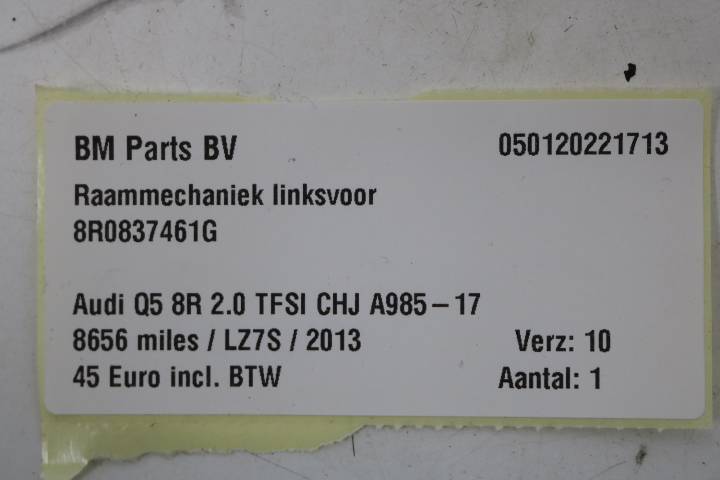 BM Parts BV 050120221713
Raammechaniek linksvoor
8R0837461G
Audi Q5 8R 2.0 TFSI CHJ A985-17
8656 miles / LZ7S / 2013 Verz: 10
45 Euro incl. BTW Aantal: 1